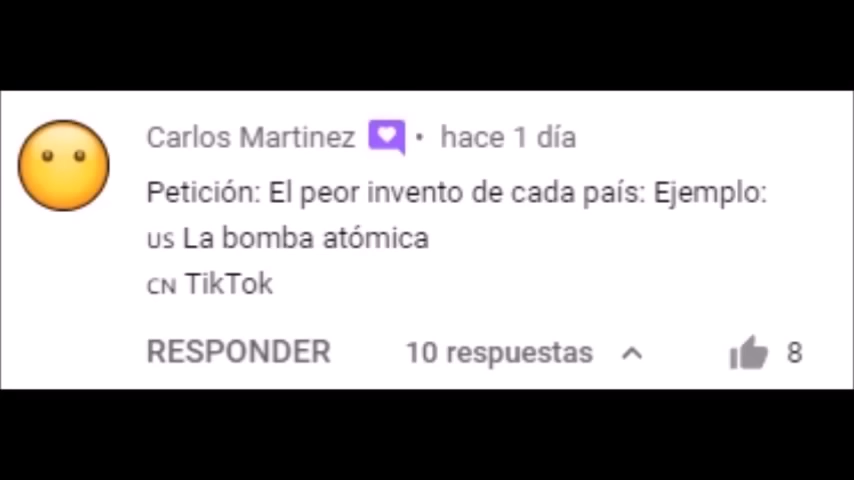 Carlos Martinez • hace 1 día
Petición: El peor invento de cada país: Ejemplo:
US La bomba atómica
CN TikTok
RESPONDER 10 respuestas 8